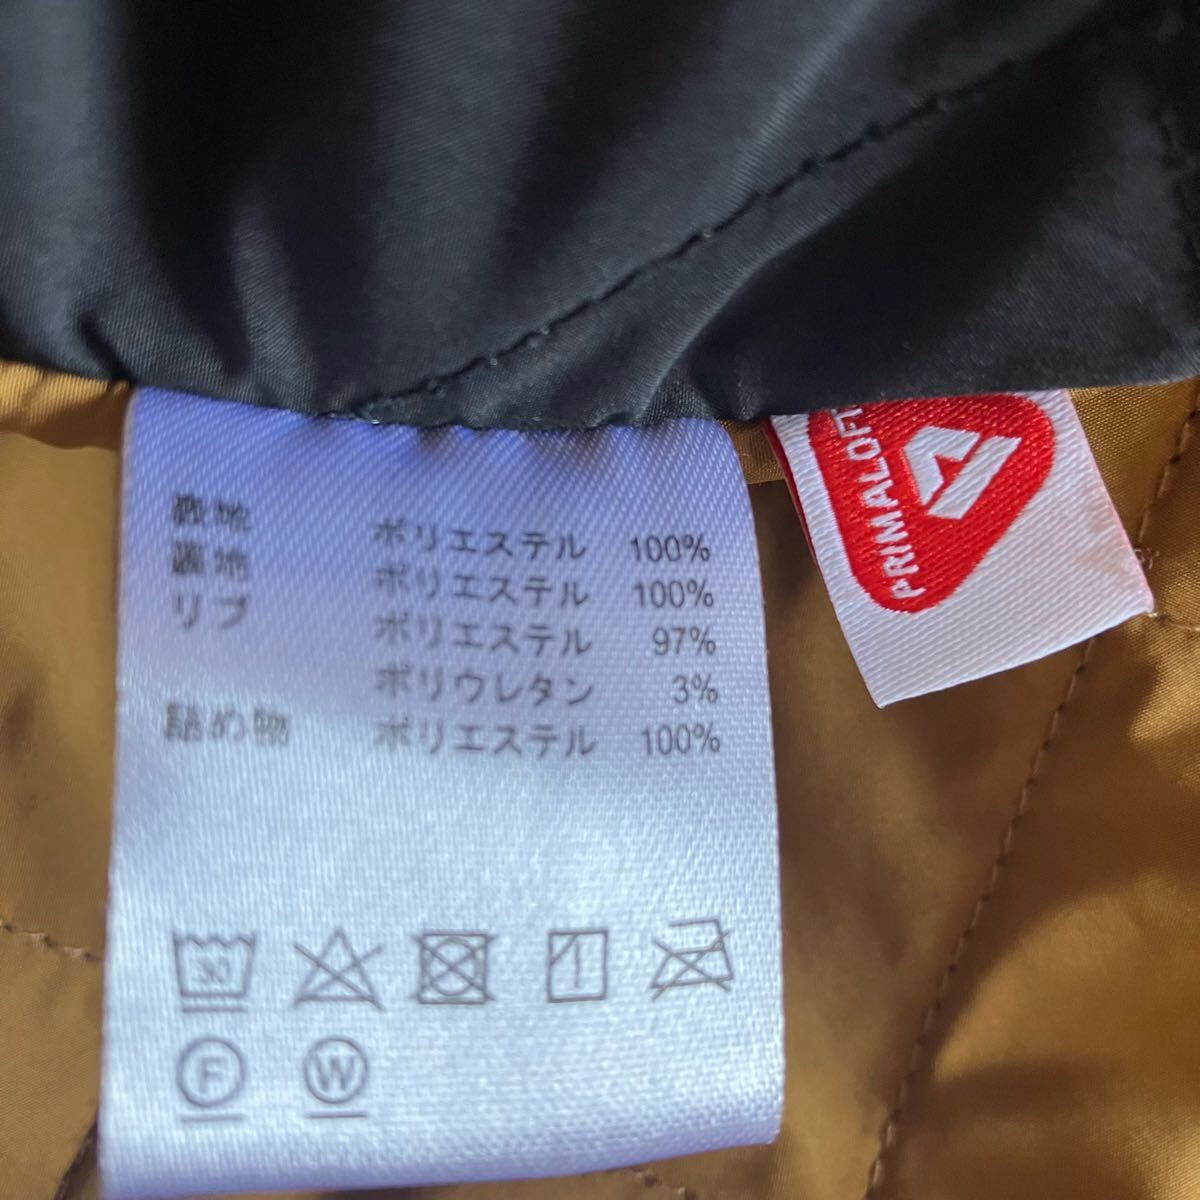 表地 ポリエステル 100%
裏地 ポリエステル 100%
リブ ポリエステル 97%
ポリウレタン 3%
詰め物 ポリエステル 100%
30
F
W
PRIMALOFT